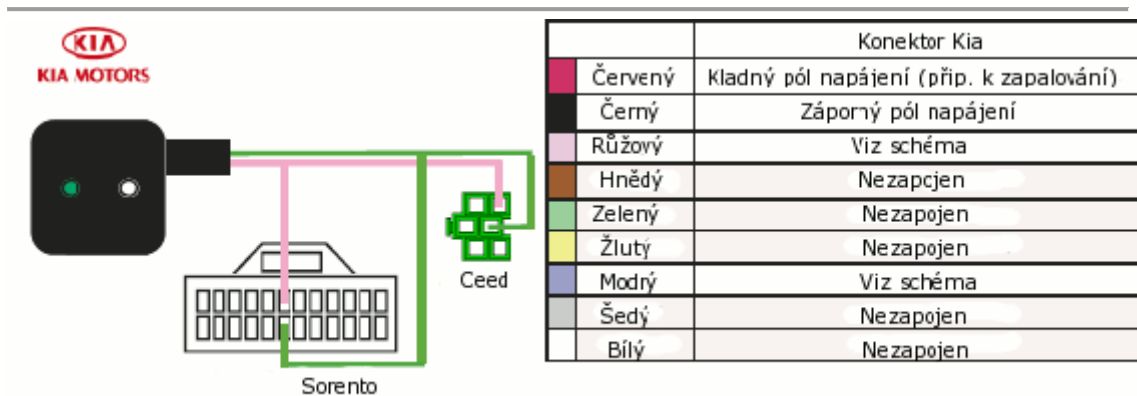 KIA
KIA MOTORS
Ceed
Sorento
Konektor Kia
Červený Kladný pól napájení (přip. k zapalování)
Černý Záporný pól napájení
Růžový Viz schéma
Hnědý Nezapojen
Zelený Nezapojen
Žlutý Nezapojen
Modrý Viz schéma
Šedý Nezapojen
Bílý Nezapojen